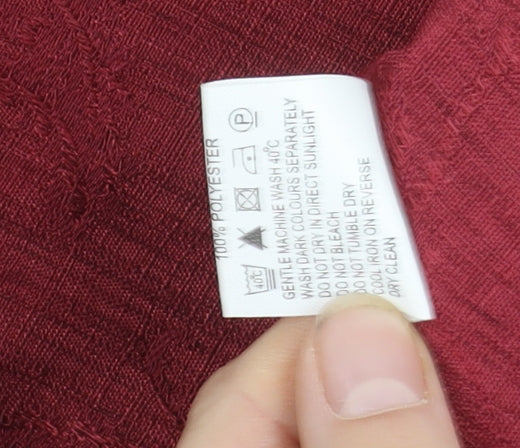 100% POLYESTER
40°C P
GENTLE MACHINE WASH 40°C
WASH DARK COLOURS SEPARATELY
DO NOT DRY IN DIRECT SUNLIGHT
DO NOT BLEACH
DO NOT TUMBLE DRY
COOL IRON ON REVERSE
DRY CLEAN